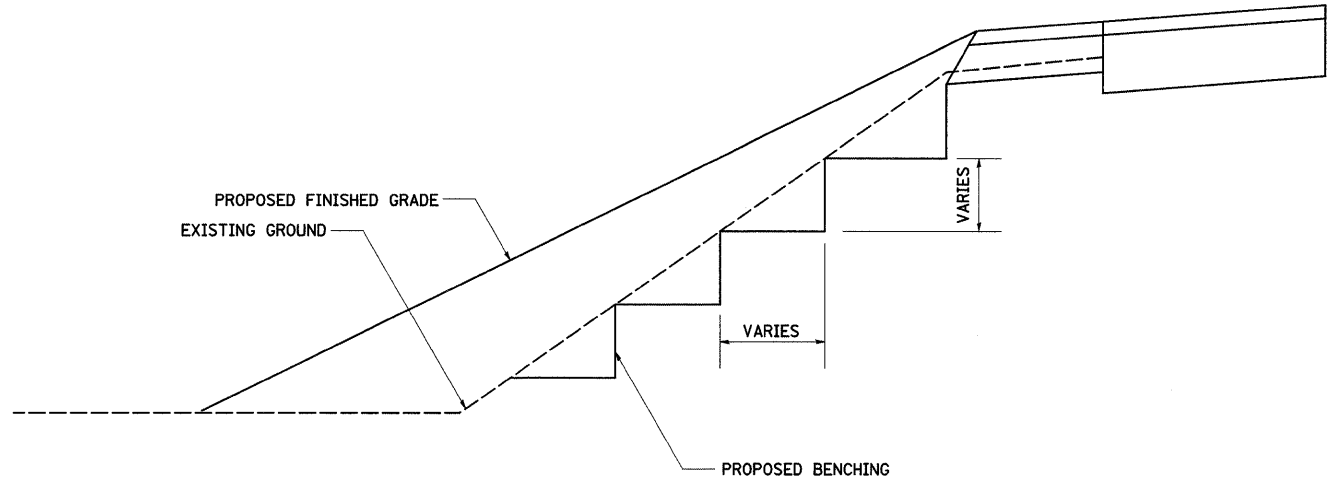 PROPOSED FINISHED GRADE
EXISTING GROUND
VARIES
VARIES
PROPOSED BENCHING